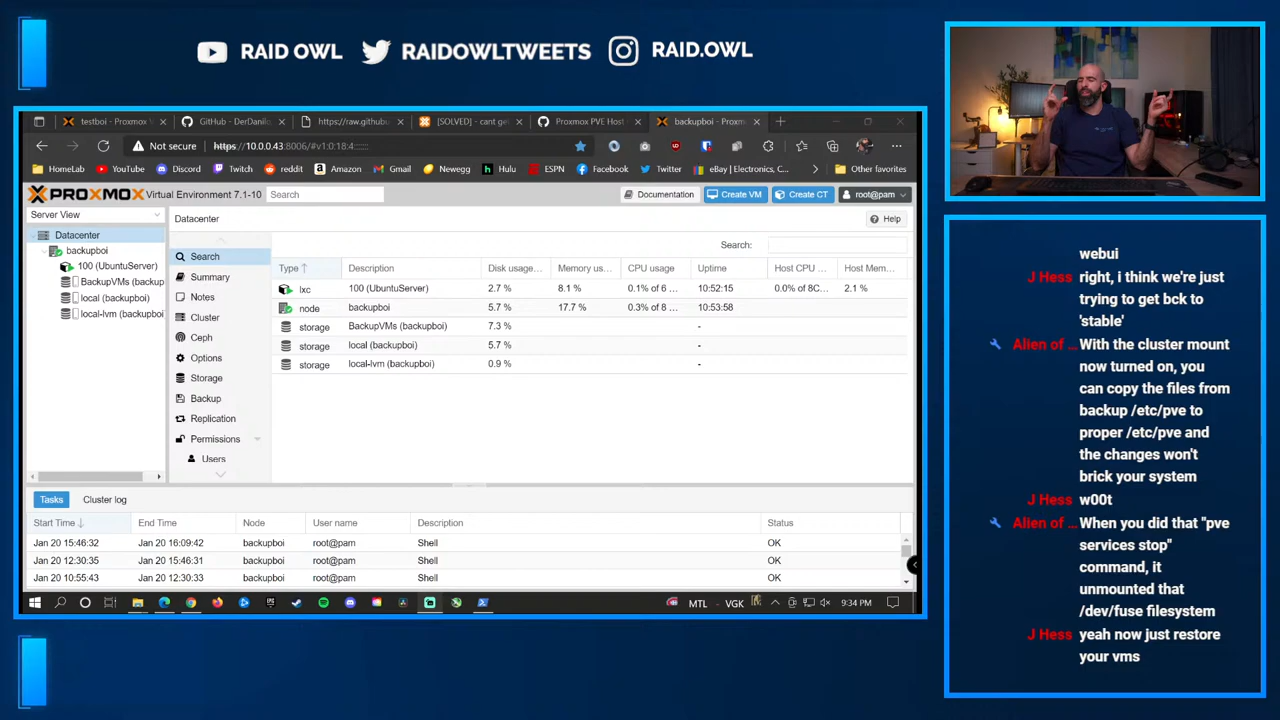 RAID OWL
RAIDOWLTWEETS
RAID.OWL
testboi - Proxmox V
GitHub - DerDanilo
https://raw.githubu
[SOLVED] - cant get
Proxmox PVE Host
backupboi - Proxmo
Not secure
https://10.0.0.43:8006/#v1:0:18:4:::::::
HomeLab
YouTube
Discord
Twitch
reddit
Amazon
Gmail
Newegg
Hulu
ESPN
Facebook
Twitter
eBay | Electronics, C...
Other favorites
PROXMOX Virtual Environment 7.1-10
Search
Documentation
Create VM
Create CT
root@pam
Server View
Datacenter
backupboi
100 (UbuntuServer)
BackupVMs (backup
local (backupboi)
local-lvm (backupboi
Datacenter
Help
Search
Summary
Notes
Cluster
Ceph
Options
Storage
Backup
Replication
Permissions
Users
Search:
Type Description Disk usage... Memory us... CPU usage Uptime Host CPU ... Host Mem...
lxc 100 (UbuntuServer) 2.7 % 8.1 % 0.1% of 6 ... 10:52:15 0.0% of 8C... 2.1 %
node backupboi 5.7 % 17.7 % 0.3% of 8 ... 10:53:58
storage BackupVMs (backupboi) 7.3 % -
storage local (backupboi) 5.7 % -
storage local-lvm (backupboi) 0.9 % -
Tasks
Cluster log
Start Time End Time Node User name Description Status
Jan 20 15:46:32 Jan 20 16:09:42 backupboi root@pam Shell OK
Jan 20 12:30:35 Jan 20 15:46:31 backupboi root@pam Shell OK
Jan 20 10:55:43 Jan 20 12:30:33 backupboi root@pam Shell OK
MTL - VGK
9:34 PM
webui
J Hess right, i think we're just
trying to get bck to
'stable'
Alien of ... With the cluster mount
now turned on, you
can copy the files from
backup /etc/pve to
proper /etc/pve and
the changes won't
brick your system
J Hess w00t
Alien of ... When you did that "pve
services stop"
command, it
unmounted that
/dev/fuse filesystem
J Hess yeah now just restore
your vms